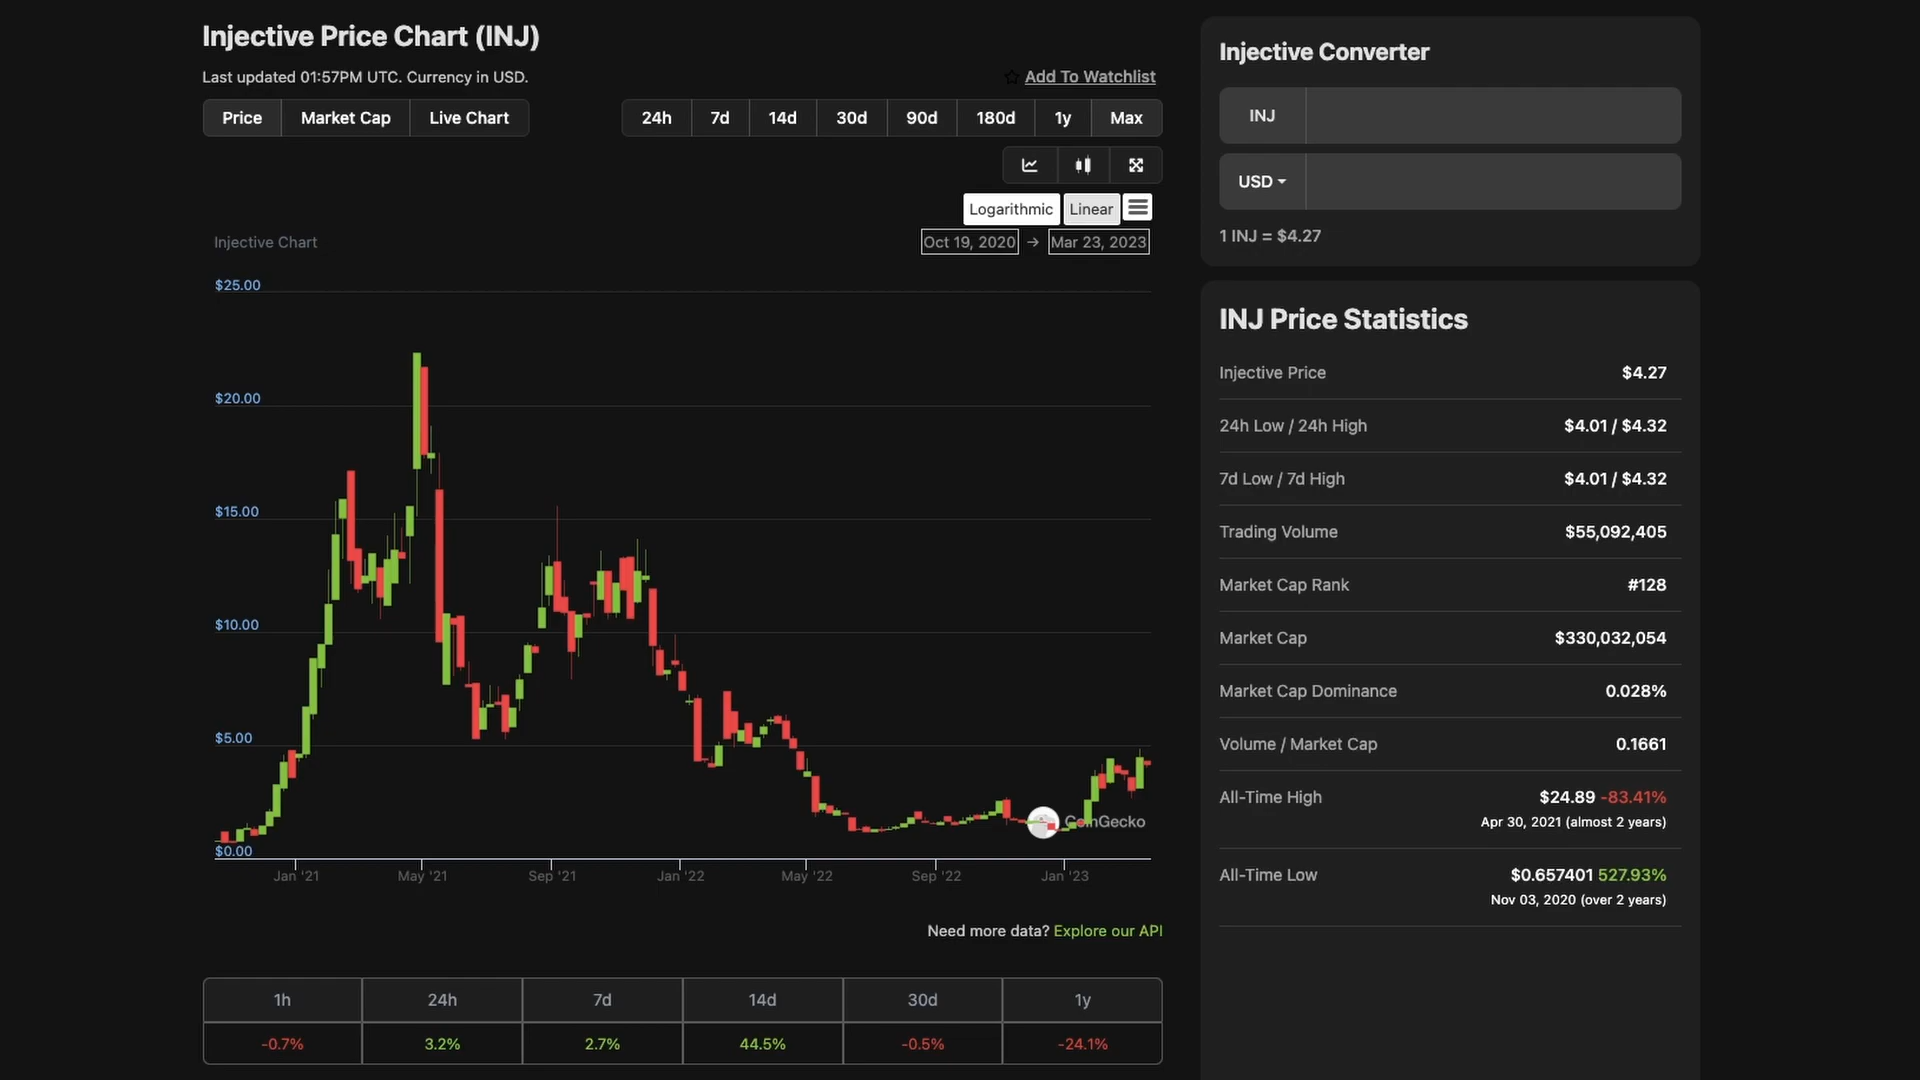 Injective Price Chart (INJ)
Last updated 01:57PM UTC. Currency in USD.
Add To Watchlist
Price Market Cap Live Chart
24h 7d 14d 30d 90d 180d 1y Max
Logarithmic Linear
Injective Chart
Oct 19, 2020 → Mar 23, 2023
$25.00
$20.00
$15.00
$10.00
$5.00
$0.00
CoinGecko
Jan '21 May '21 Sep '21 Jan '22 May '22 Sep '22 Jan '23
Need more data? Explore our API
1h 24h 7d 14d 30d 1y
-0.7% 3.2% 2.7% 44.5% -0.5% -24.1%
Injective Converter
INJ
USD
1 INJ = $4.27
INJ Price Statistics
Injective Price $4.27
24h Low / 24h High $4.01 / $4.32
7d Low / 7d High $4.01 / $4.32
Trading Volume $55,092,405
Market Cap Rank #128
Market Cap $330,032,054
Market Cap Dominance 0.028%
Volume / Market Cap 0.1661
All-Time High $24.89 -83.41%
Apr 30, 2021 (almost 2 years)
All-Time Low $0.657401 527.93%
Nov 03, 2020 (over 2 years)